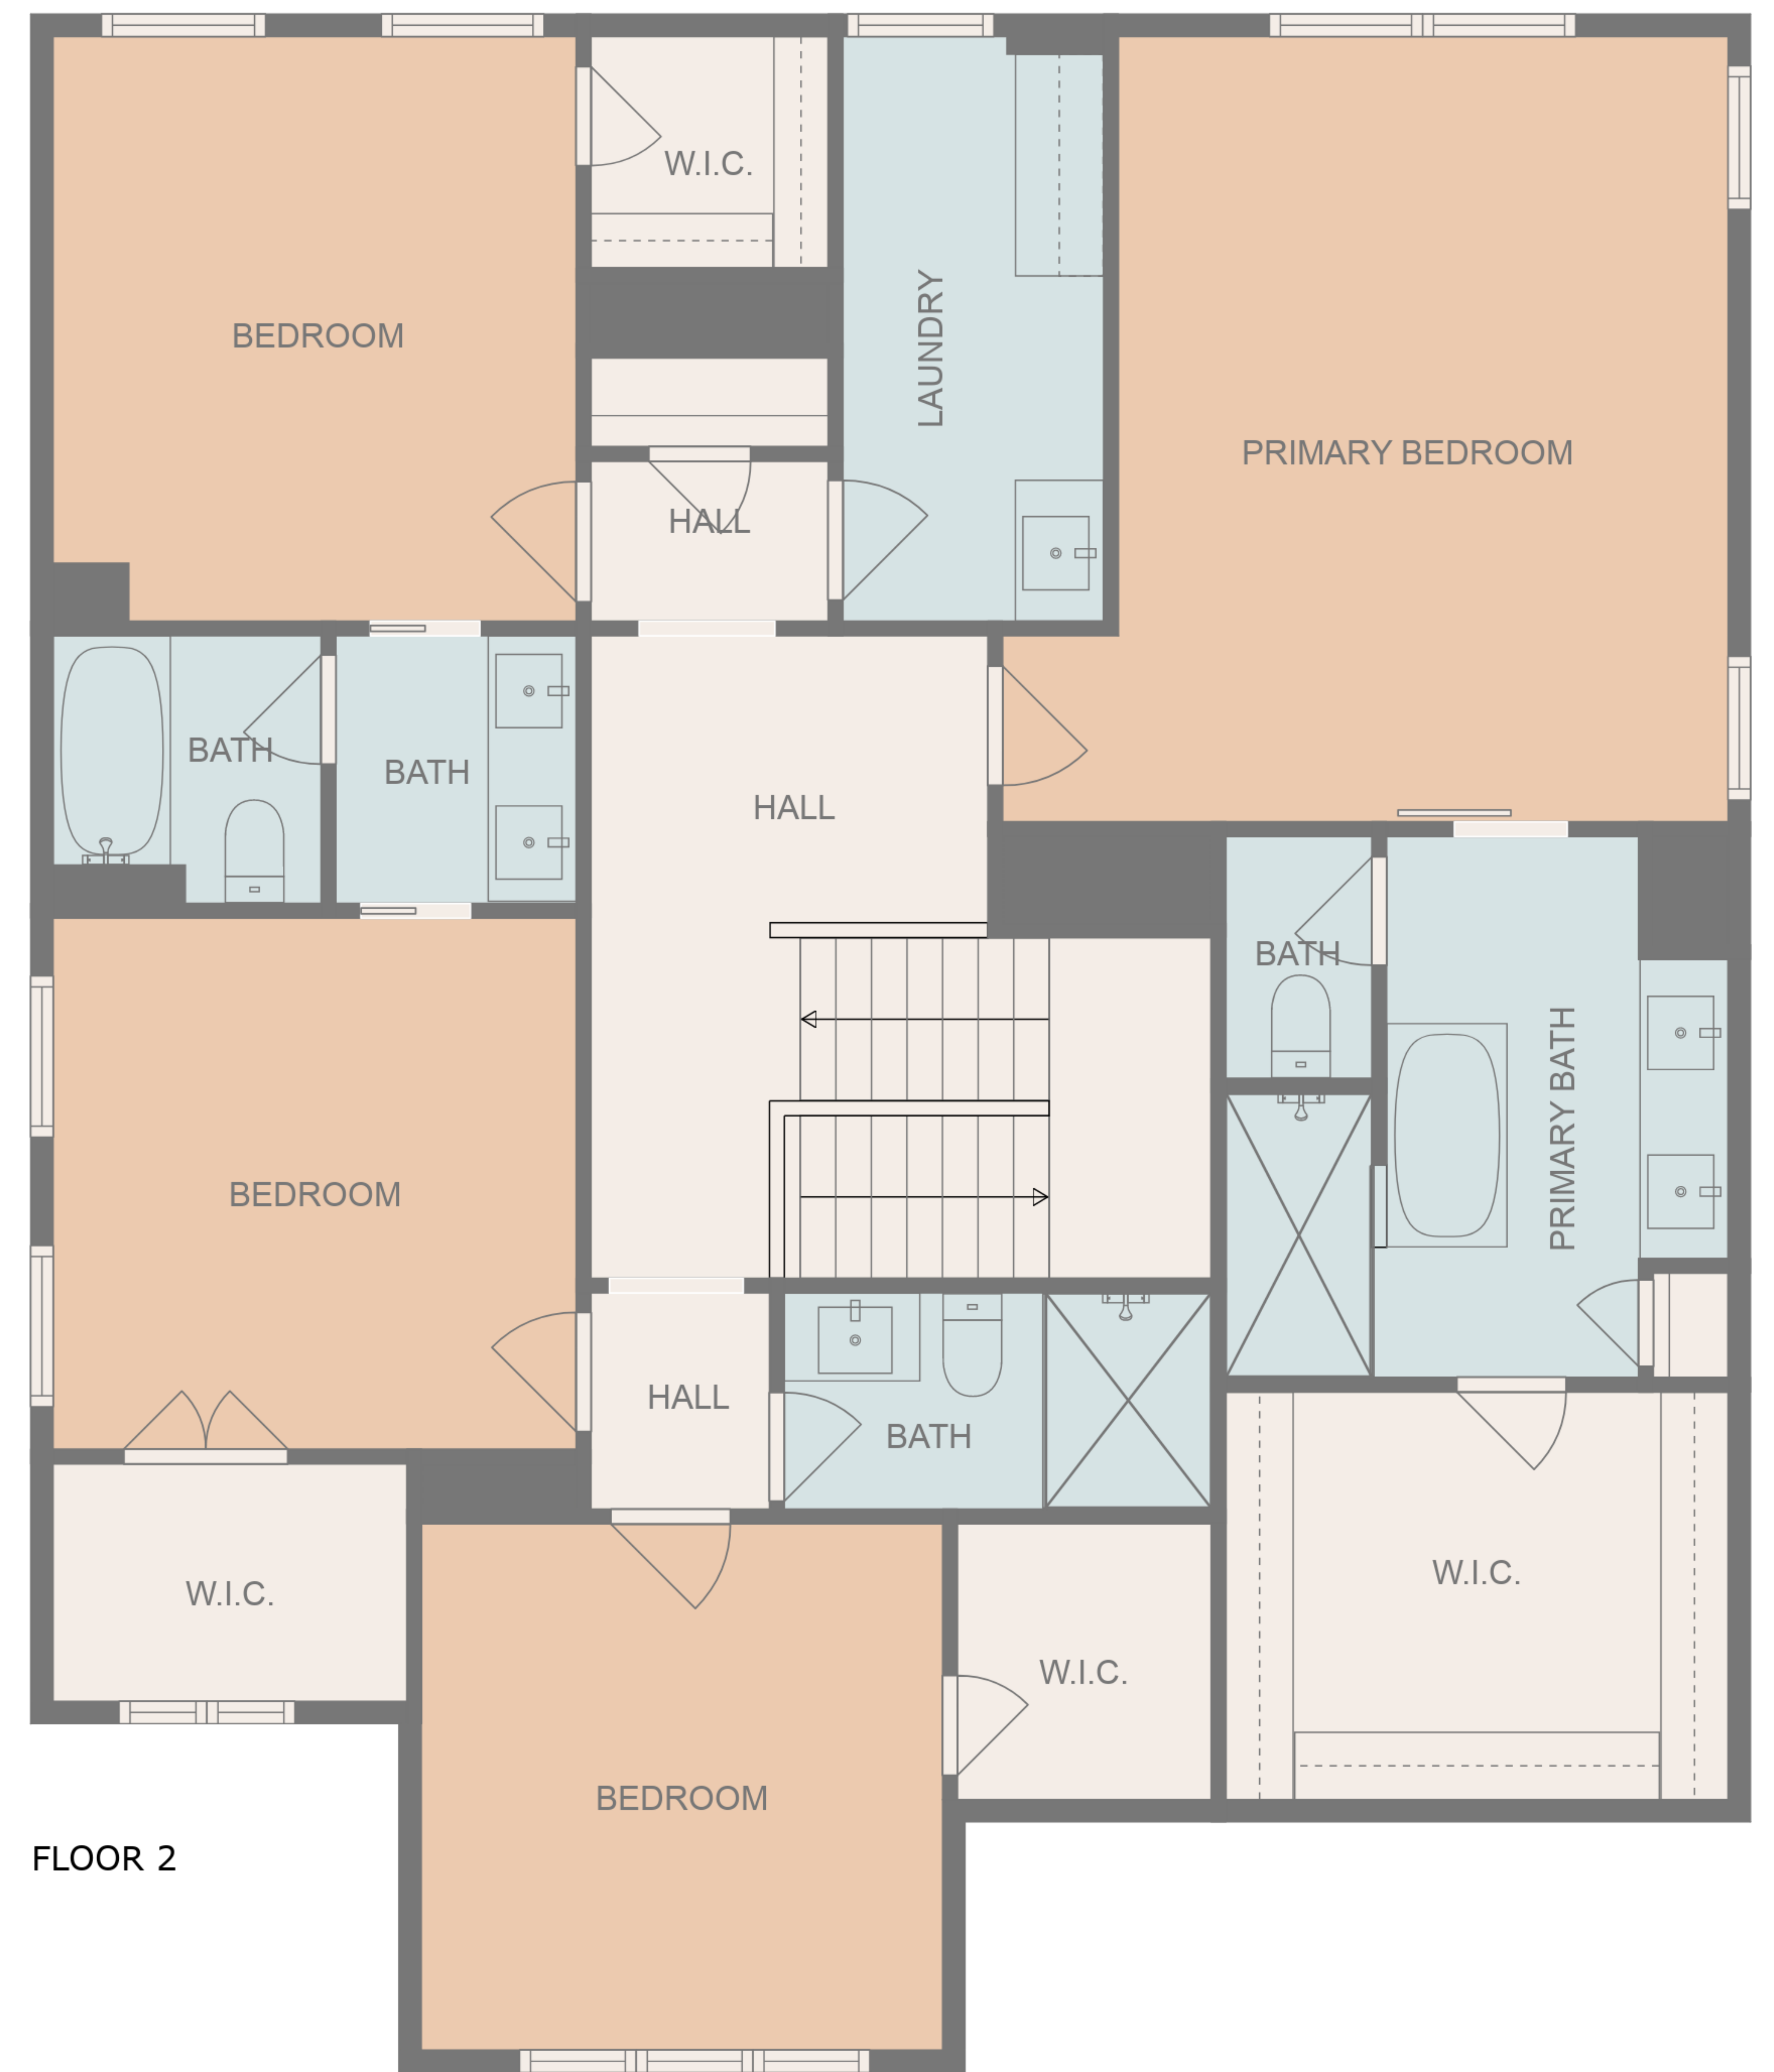 W.I.C.
BEDROOM
LAUNDRY
PRIMARY BEDROOM
HALL
BATH
BATH
HALL
BATH
PRIMARY BATH
BEDROOM
HALL
BATH
W.I.C.
W.I.C.
W.I.C.
BEDROOM
FLOOR 2